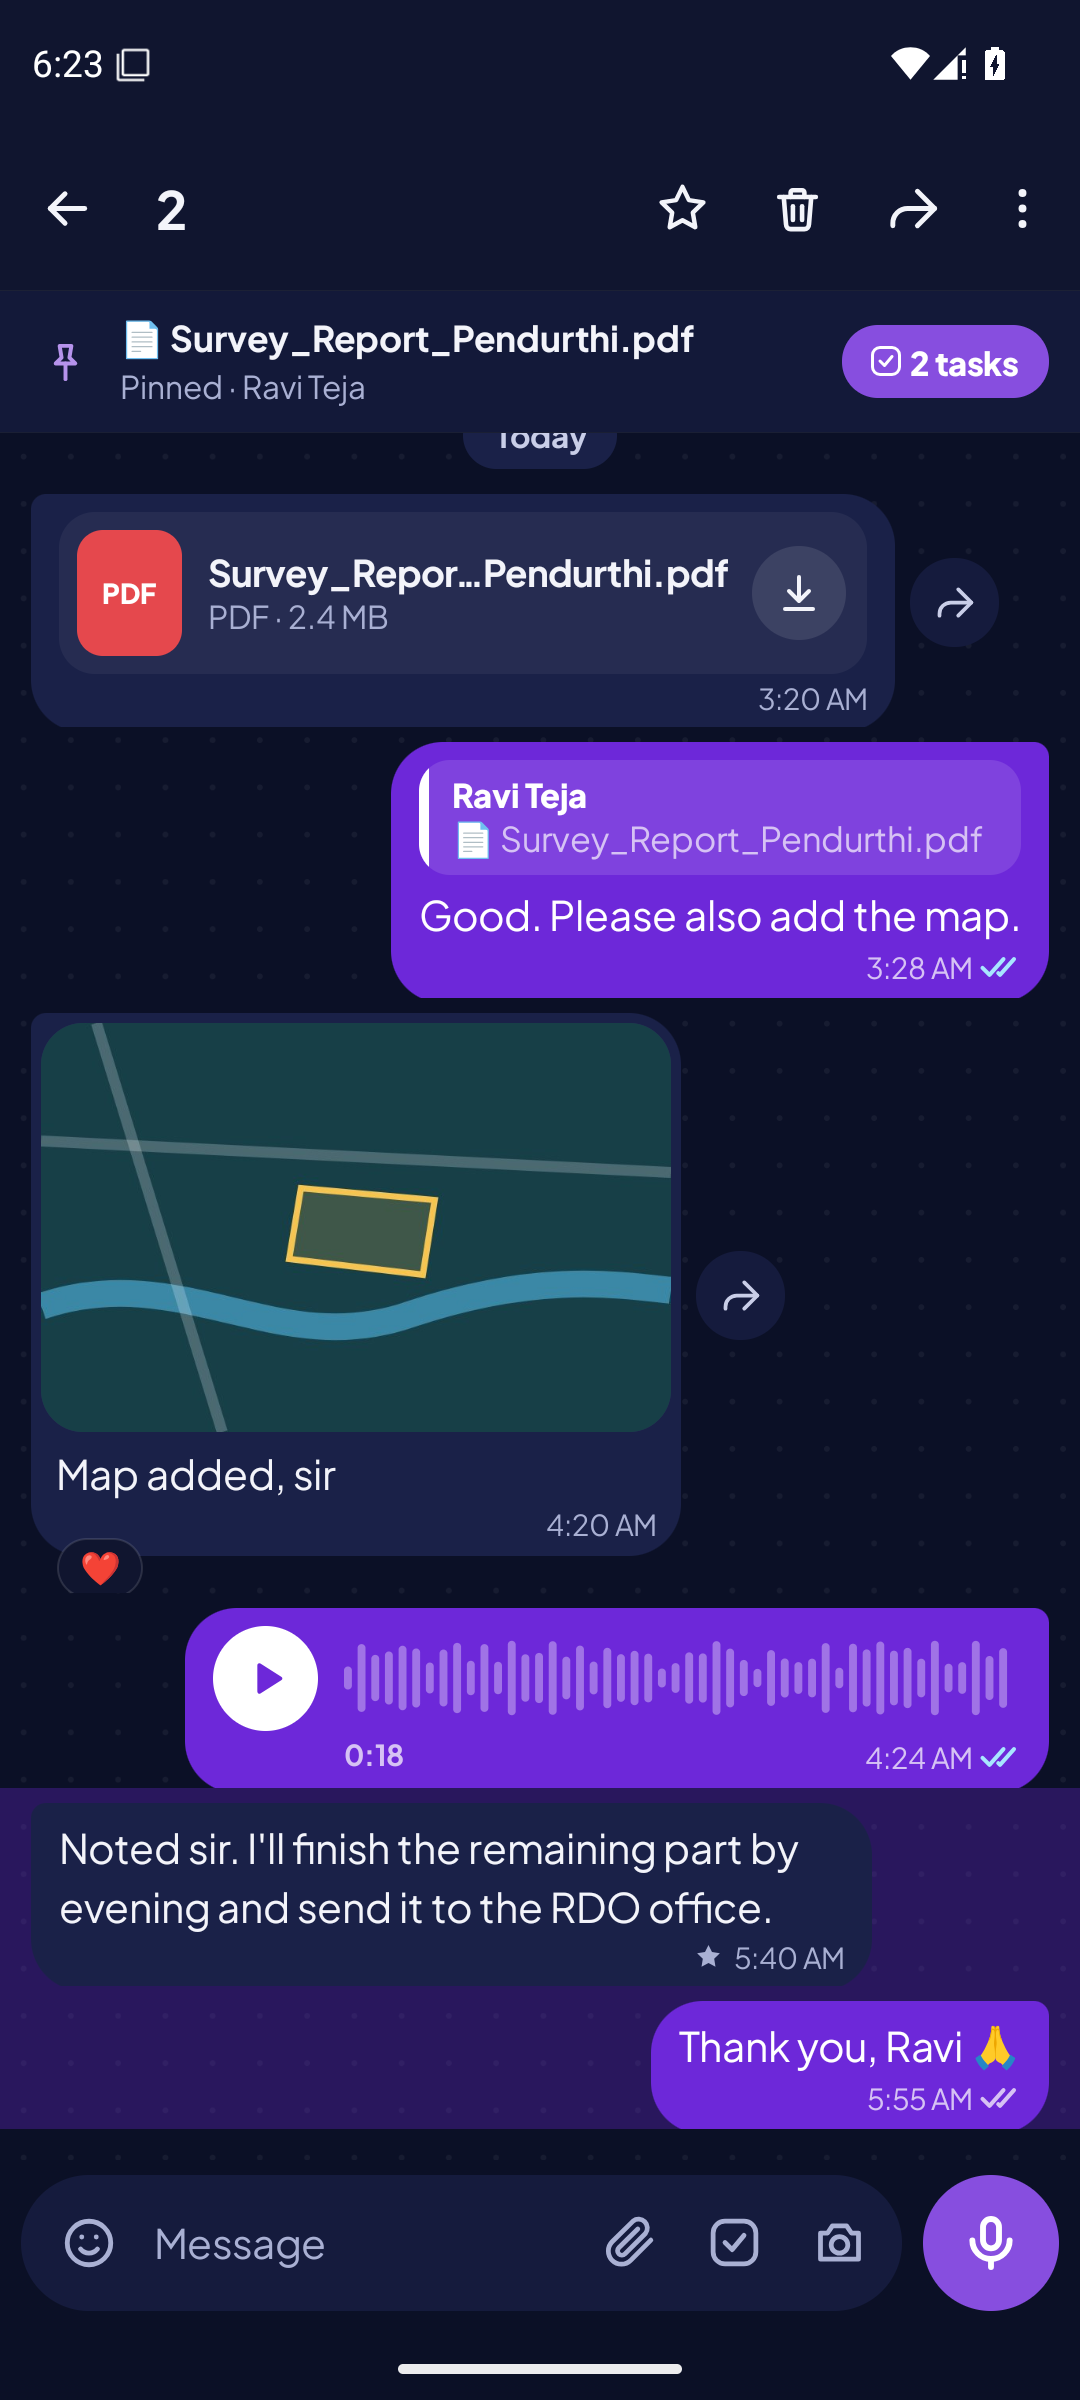 6:23
2
📄 Survey_Report_Pendurthi.pdf
Pinned · Ravi Teja
2 tasks
Today
PDF
Survey_Repor...Pendurthi.pdf
PDF · 2.4 MB
3:20 AM
Ravi Teja
📄 Survey_Report_Pendurthi.pdf
Good. Please also add the map.
3:28 AM
Map added, sir
4:20 AM
❤️
0:18
4:24 AM
Noted sir. I'll finish the remaining part by
evening and send it to the RDO office.
★ 5:40 AM
Thank you, Ravi 🙏
5:55 AM
Message